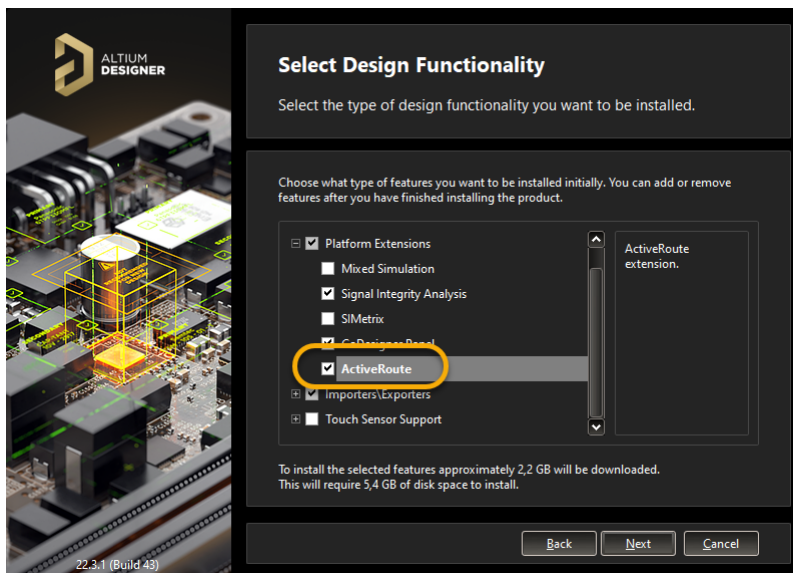 ALTIUM
DESIGNER
Select Design Functionality
Select the type of design functionality you want to be installed.
Choose what type of features you want to be installed initially. You can add or remove
features after you have finished installing the product.
Platform Extensions
Mixed Simulation
Signal Integrity Analysis
SIMetrix
CoDesigner Panel
ActiveRoute
Importers\Exporters
Touch Sensor Support
ActiveRoute
extension.
To install the selected features approximately 2,2 GB will be downloaded.
This will require 5,4 GB of disk space to install.
Back
Next
Cancel
22.3.1 (Build 43)